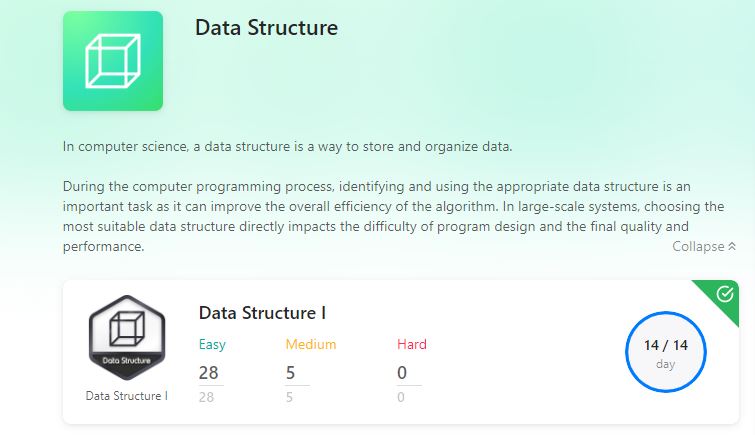 Data Structure
In computer science, a data structure is a way to store and organize data.
During the computer programming process, identifying and using the appropriate data structure is an
important task as it can improve the overall efficiency of the algorithm. In large-scale systems, choosing the
most suitable data structure directly impacts the difficulty of program design and the final quality and
performance.
Collapse
Data Structure
Data Structure I
Data Structure I
Easy Medium Hard
28 5 0
28 5 0
14 / 14
day